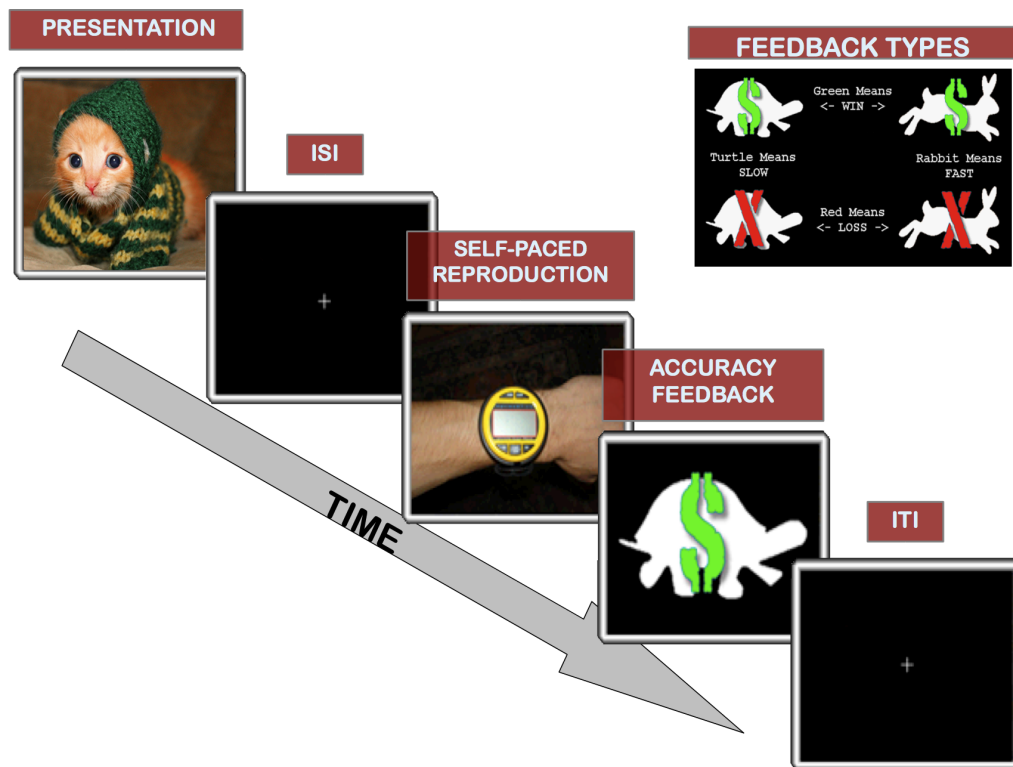 PRESENTATION
ISI
SELF-PACED
REPRODUCTION
ACCURACY
FEEDBACK
ITI
TIME
FEEDBACK TYPES
Green Means
<- WIN ->
Turtle Means
SLOW
Rabbit Means
FAST
Red Means
<- LOSS ->